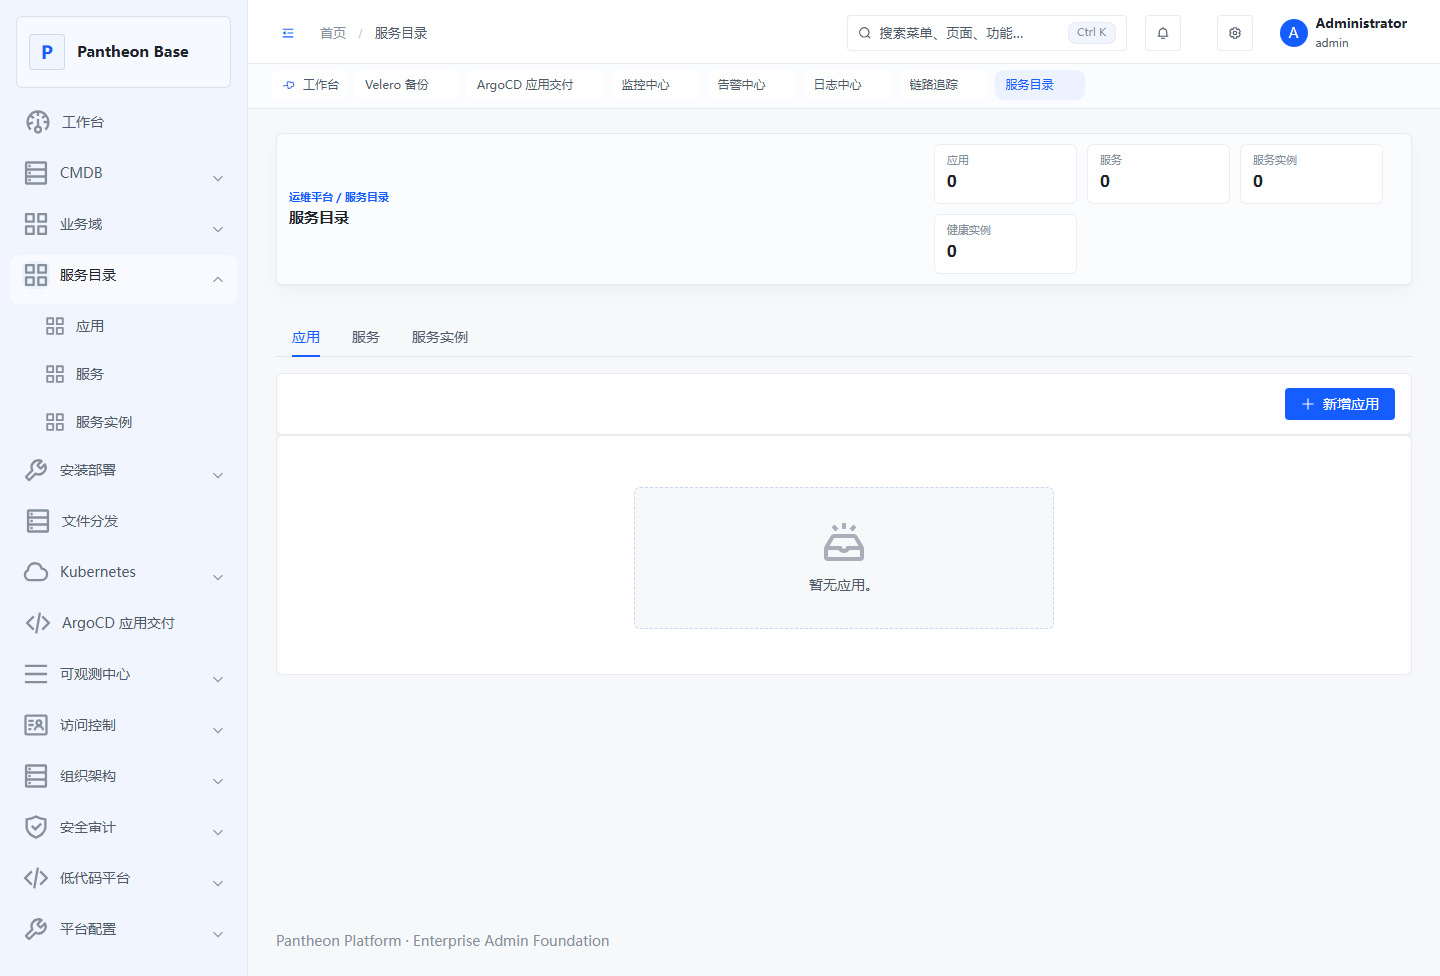 P
Pantheon Base
工作台
CMDB
业务域
服务目录
应用
服务
服务实例
安装部署
文件分发
Kubernetes
ArgoCD 应用交付
可观测中心
访问控制
组织架构
安全审计
低代码平台
平台配置
首页 / 服务目录
搜索菜单、页面、功能...
Ctrl K
A
Administrator
admin
工作台
Velero 备份
ArgoCD 应用交付
监控中心
告警中心
日志中心
链路追踪
服务目录
运维平台 / 服务目录
服务目录
应用
0
服务
0
服务实例
0
健康实例
0
应用
服务
服务实例
新增应用
暂无应用。
Pantheon Platform · Enterprise Admin Foundation